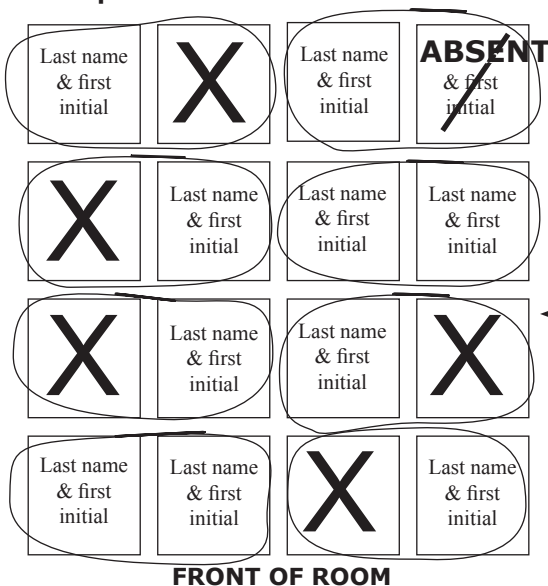 Last name
& first
initial
X
Last name
& first
initial
ABSENT
& first
initial
X
Last name
& first
initial
Last name
& first
initial
Last name
& first
initial
X
Last name
& first
initial
Last name
& first
initial
X
Last name
& first
initial
Last name
& first
initial
X
Last name
& first
initial
FRONT OF ROOM